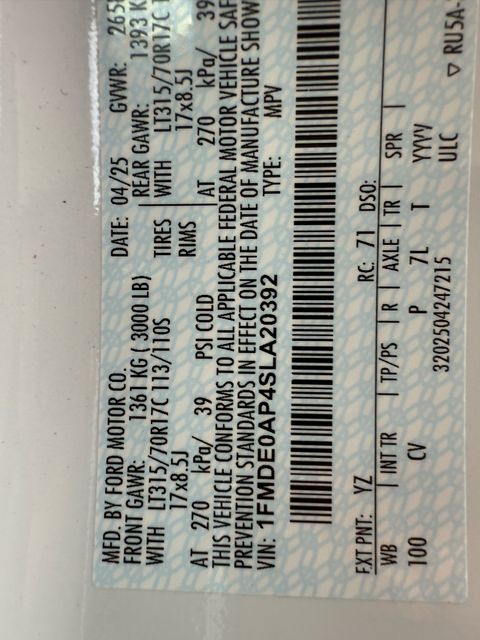 MFD. BY FORD MOTOR CO.
DATE: 04/25 GVWR: 265
FRONT GAWR: 1361 KG ( 3000 LB) REAR GAWR: 1393 K
WITH LT315/70R17C 113/110S TIRES WITH LT315/70R17C
17x8.5J RIMS 17x8.5J
AT 270 kPa/ 39 PSI COLD AT 270 kPa/ 39
THIS VEHICLE CONFORMS TO ALL APPLICABLE FEDERAL MOTOR VEHICLE SAF
PREVENTION STANDARDS IN EFFECT ON THE DATE OF MANUFACTURE SHOW
VIN: 1FMDE0AP4SLA20392 TYPE: MPV
EXT PNT: YZ RC: 71 DSO:
WB | INT TR | TP/PS | R | AXLE | TR | SPR |
100 CV P 7L T YYYV
3202504247215 ULC
▽ RU5A-